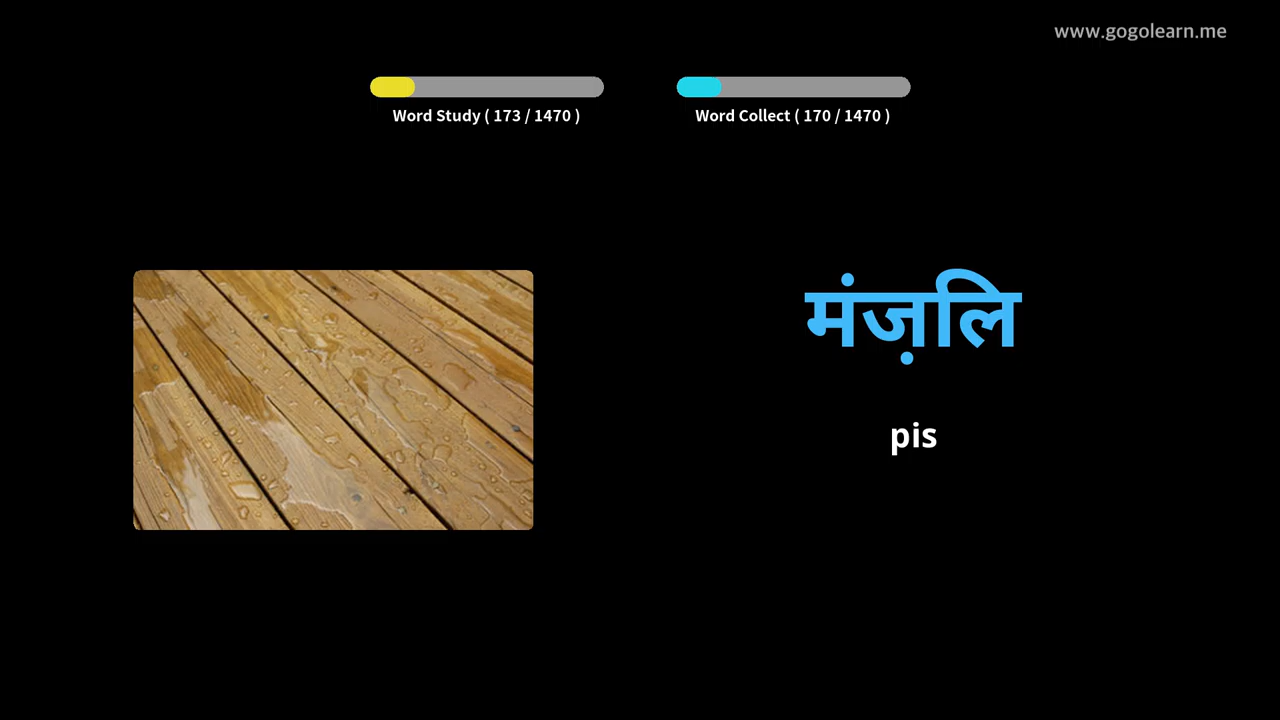 www.gogolearn.me
Word Study ( 173 / 1470 )
Word Collect ( 170 / 1470 )
मंज़लि
pis